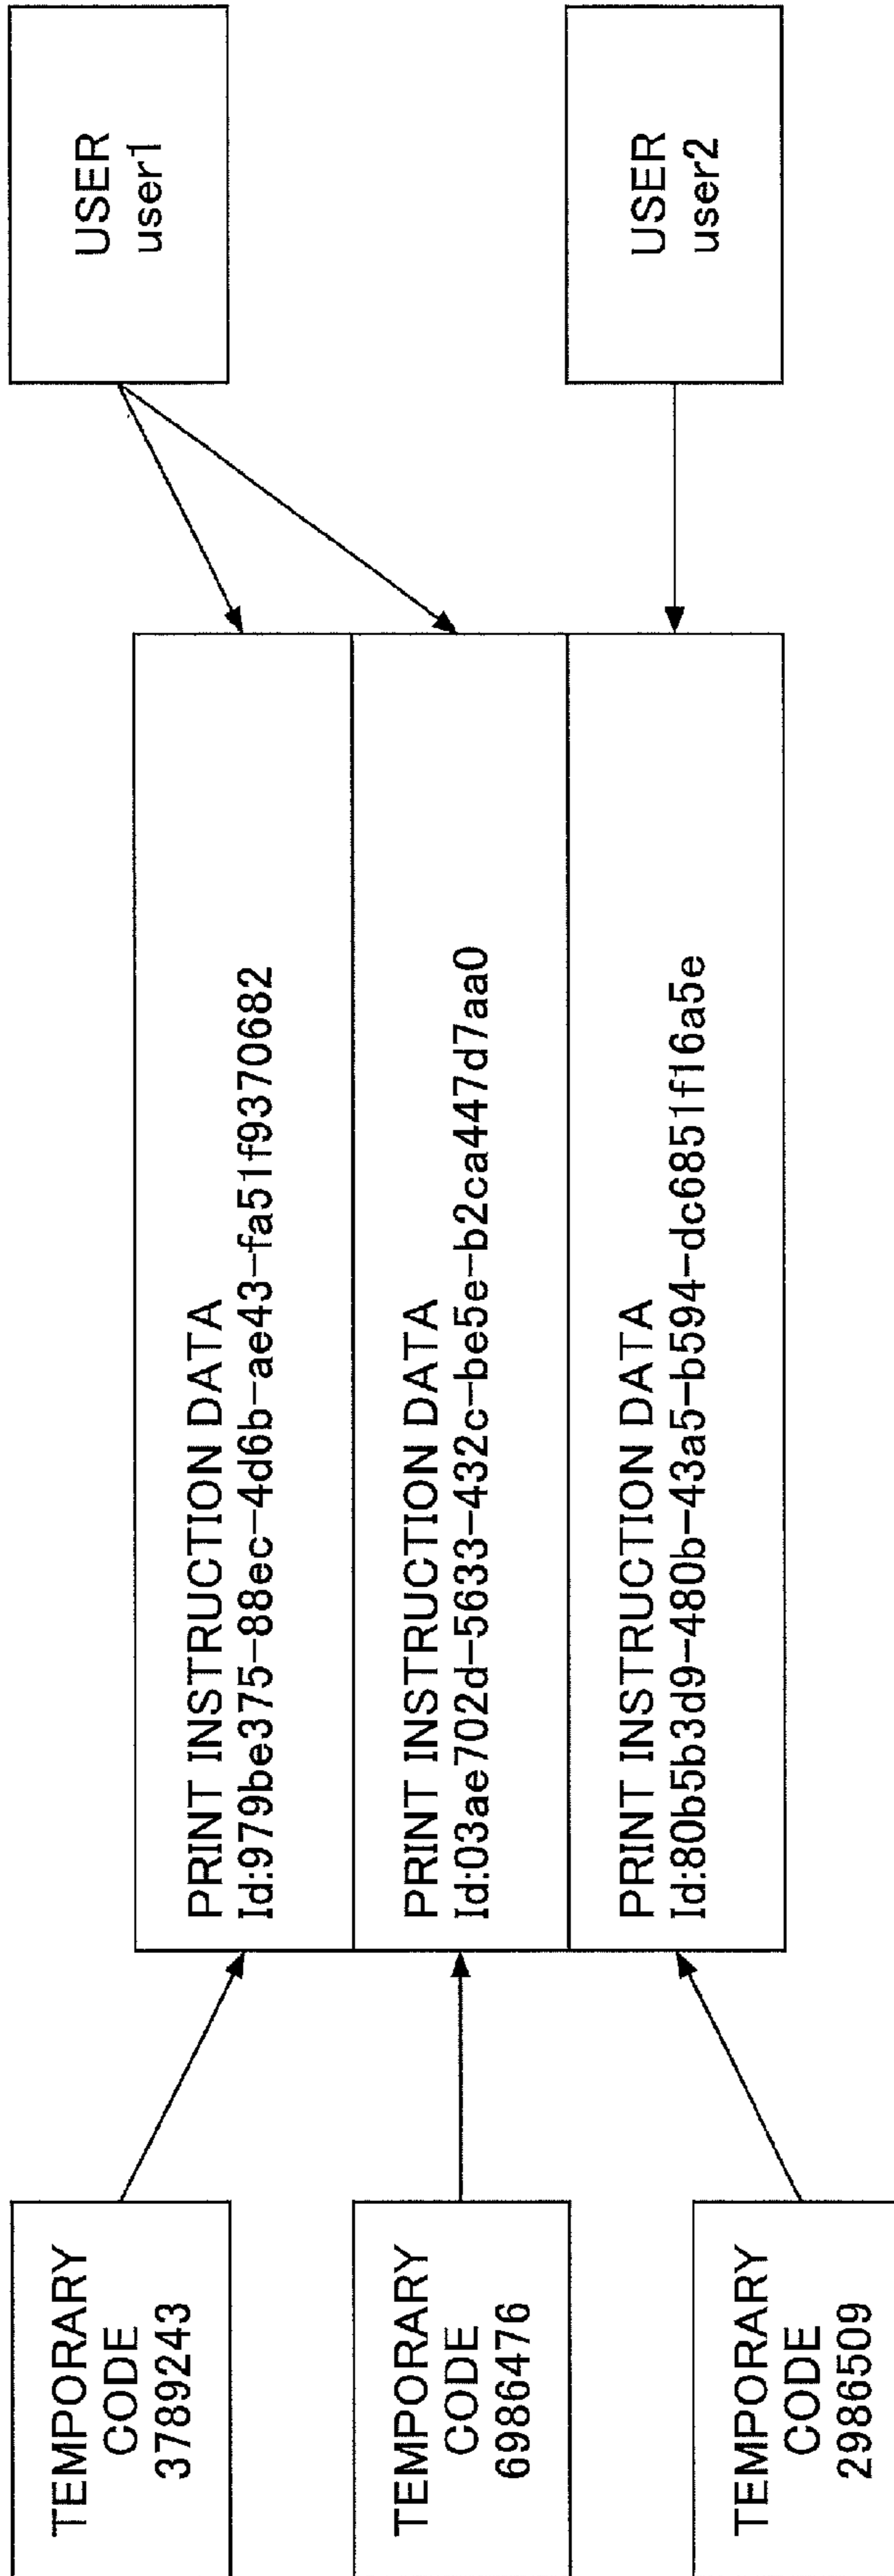 TEMPORARY
CODE
3789243
TEMPORARY
CODE
6986476
TEMPORARY
CODE
2986509
PRINT INSTRUCTION DATA
Id:979be375-88ec-4d6b-ae43-fa51f9370682
PRINT INSTRUCTION DATA
Id:03ae702d-5633-432c-be5e-b2ca447d7aa0
PRINT INSTRUCTION DATA
Id:80b5b3d9-480b-43a5-b594-dc6851f16a5e
USER
user1
USER
user2